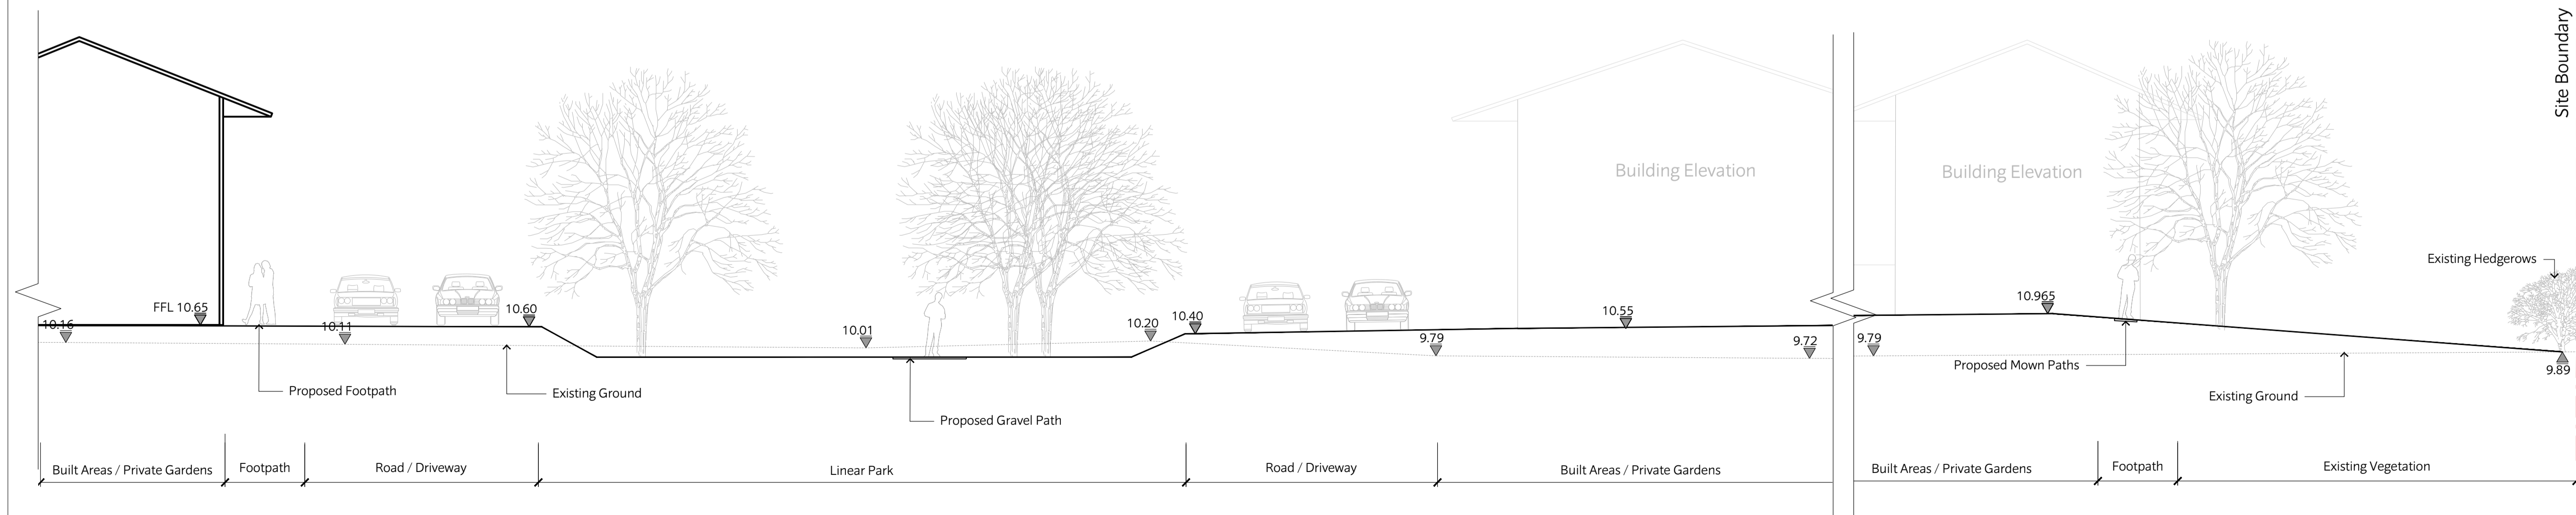 Site Boundary
Building Elevation
Building Elevation
Existing Hedgerows
FFL 10.65
10.16
10.11
10.60
10.01
10.20
10.40
9.79
10.55
9.72
9.79
10.965
9.89
Proposed Footpath
Existing Ground
Proposed Gravel Path
Proposed Mown Paths
Existing Ground
Built Areas / Private Gardens
Footpath
Road / Driveway
Linear Park
Road / Driveway
Built Areas / Private Gardens
Built Areas / Private Gardens
Footpath
Existing Vegetation